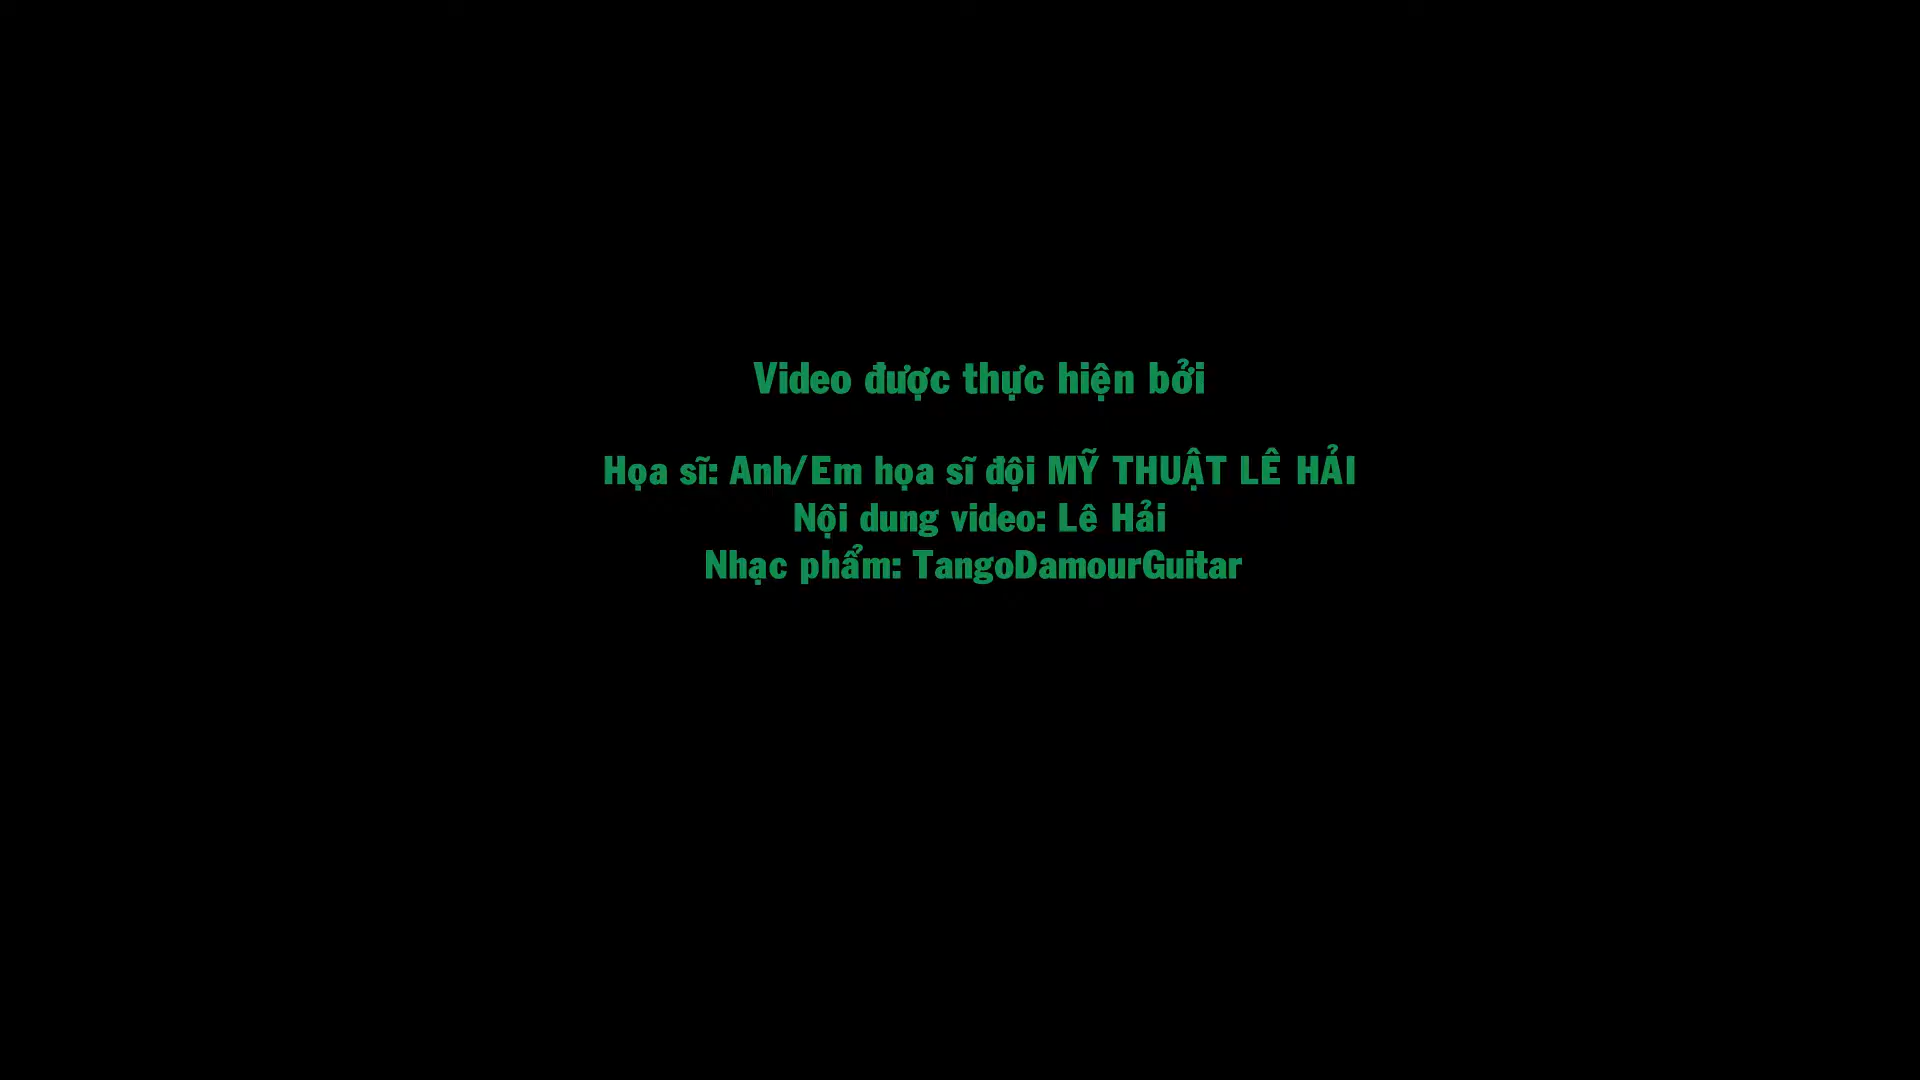 Video được thực hiện bởi
Họa sĩ: Anh/Em họa sĩ đội MỸ THUẬT LÊ HẢI
Nội dung video: Lê Hải
Nhạc phẩm: TangoDamourGuitar